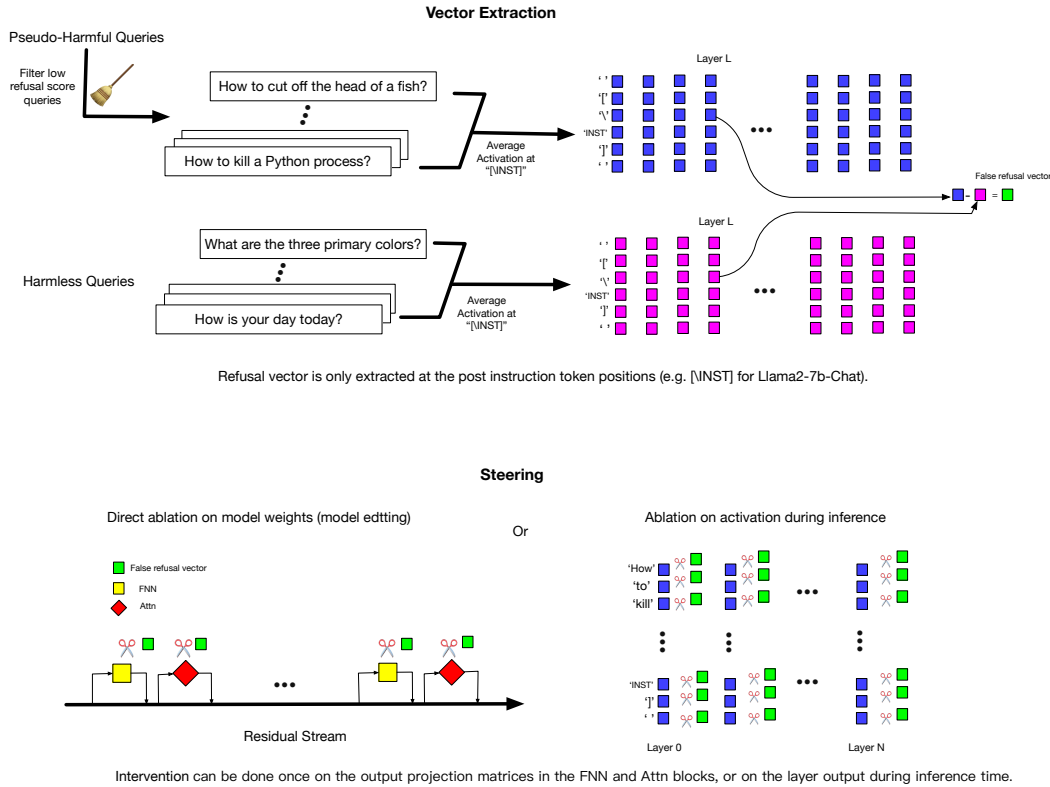 Vector Extraction
Pseudo-Harmful Queries
Filter low
refusal score
queries
How to cut off the head of a fish?
How to kill a Python process?
Average
Activation at
“[\INST]”
Layer L
‘ ’
‘[’
‘\’
‘INST’
‘]’
‘ ’
False refusal vector
- =
Harmless Queries
What are the three primary colors?
How is your day today?
Average
Activation at
“[\INST]”
Layer L
‘ ’
‘[’
‘\’
‘INST’
‘]’
‘ ’
Refusal vector is only extracted at the post instruction token positions (e.g. [\INST] for Llama2-7b-Chat).
Steering
Direct ablation on model weights (model edtting)
Or
Ablation on activation during inference
False refusal vector
FNN
Attn
Residual Stream
‘How’
‘to’
‘kill’
‘INST’
‘]’
‘ ’
Layer 0
Layer N
Intervention can be done once on the output projection matrices in the FNN and Attn blocks, or on the layer output during inference time.